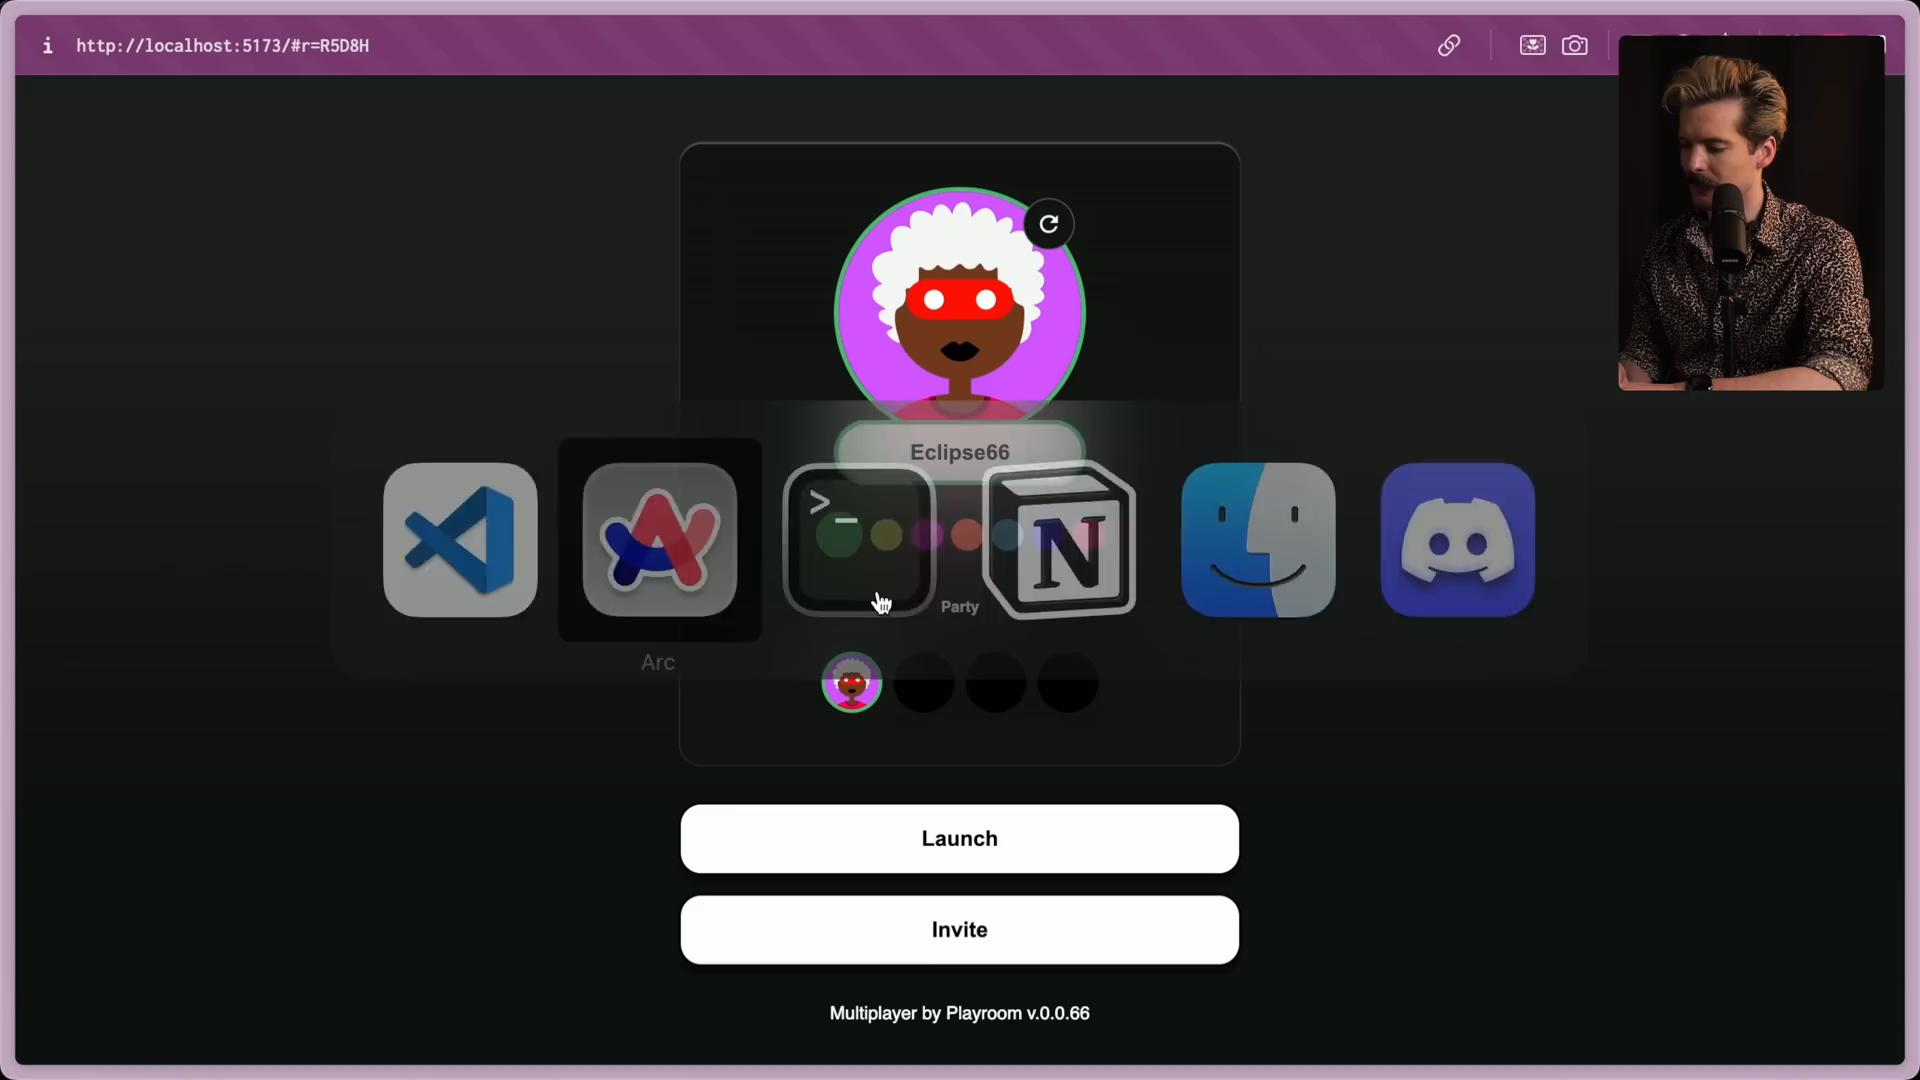 i http://localhost:5173/#r=R5D8H
Eclipse66
>_
N
Party
Arc
Launch
Invite
Multiplayer by Playroom v.0.0.66